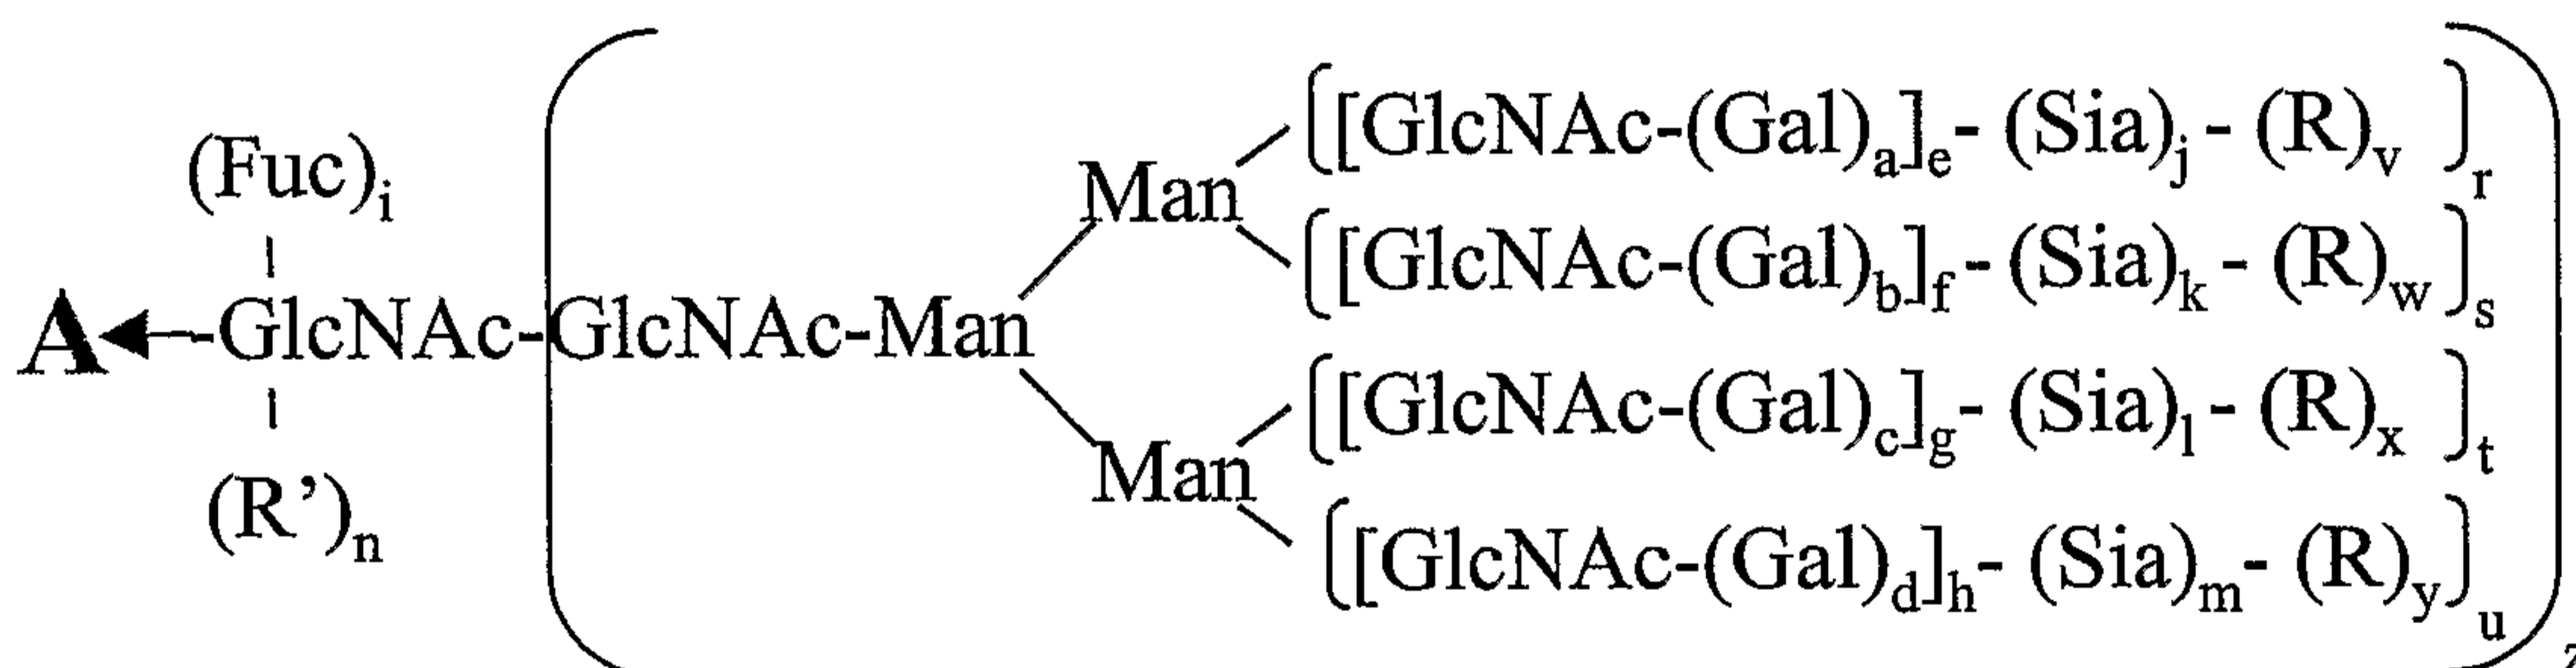 ([GlcNAc-(Gal)a]e- (Sia)j- (R)v)r
(Fuc)i
Man
([GlcNAc-(Gal)b]f- (Sia)k- (R)w)s
A -GlcNAc-(GlcNAc-Man
([GlcNAc-(Gal)c]g- (Sia)l- (R)x)t
Man
(R’)n
([GlcNAc-(Gal)d]h- (Sia)m- (R)y)u
)z